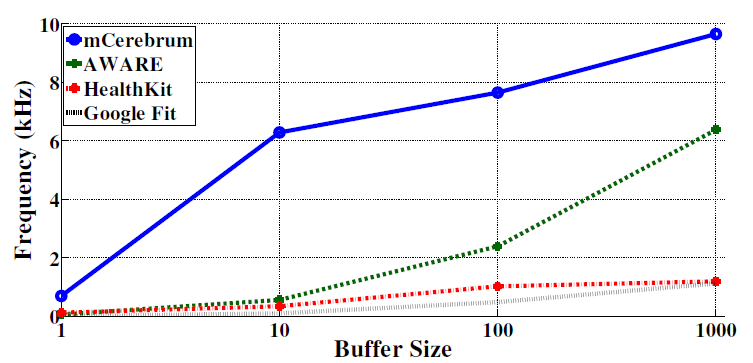 10
8
6
4
2
0
Frequency (kHz)
mCerebrum
AWARE
HealthKit
Google Fit
1
10
100
1000
Buffer Size